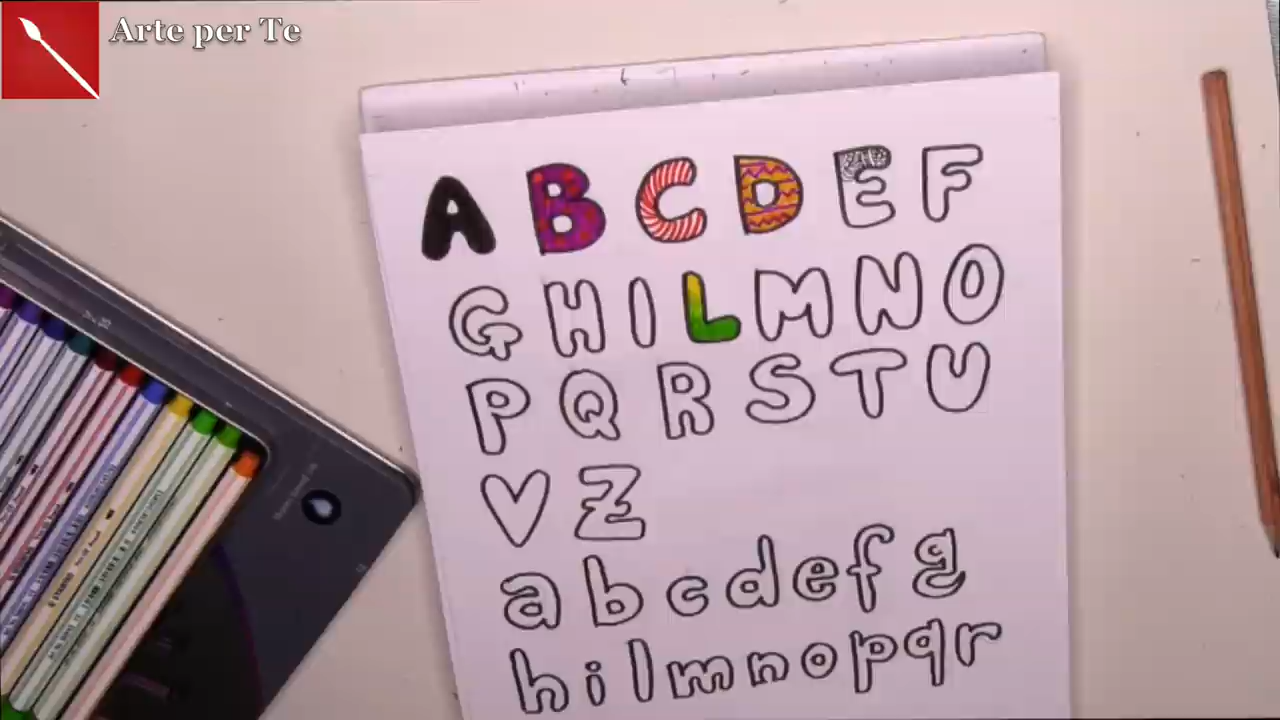 Arte per Te
A B C D E F
G H I L M N O
P Q R S T U
V Z
a b c d e f g
h i l m n o p q r